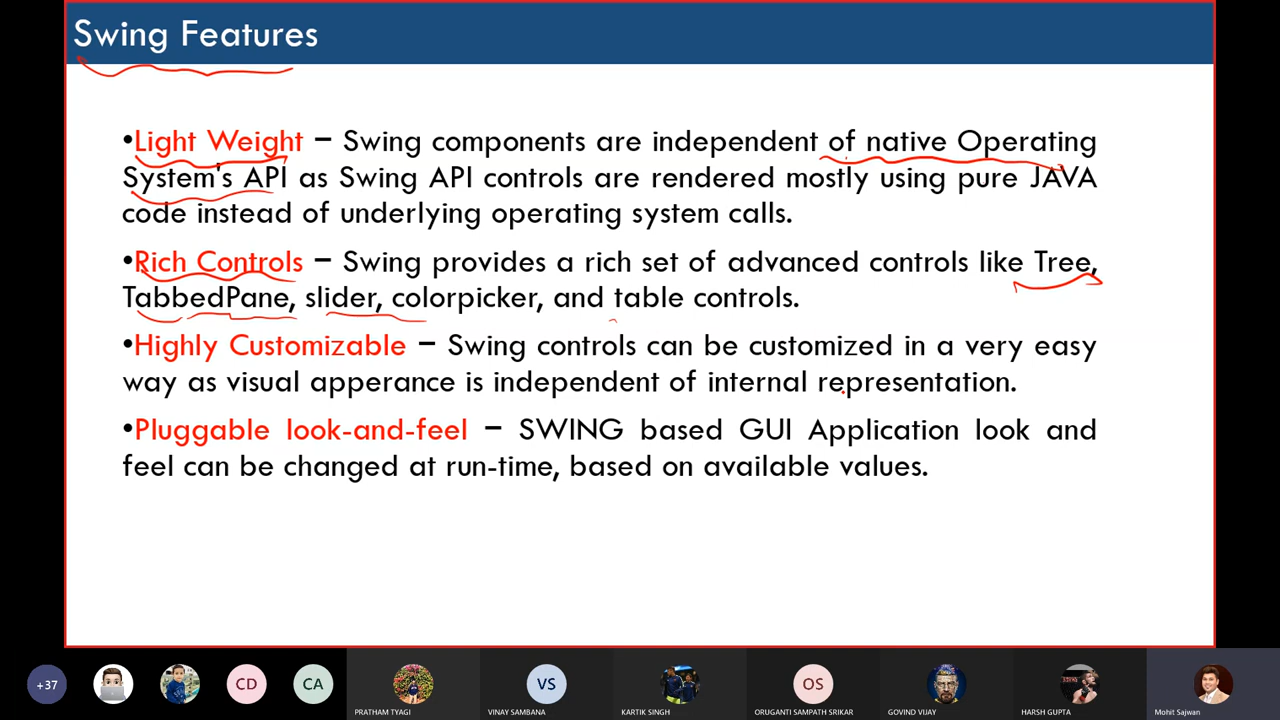 Swing Features
•Light Weight – Swing components are independent of native Operating
System's API as Swing API controls are rendered mostly using pure JAVA
code instead of underlying operating system calls.
•Rich Controls – Swing provides a rich set of advanced controls like Tree,
TabbedPane, slider, colorpicker, and table controls.
•Highly Customizable – Swing controls can be customized in a very easy
way as visual apperance is independent of internal representation.
•Pluggable look-and-feel – SWING based GUI Application look and
feel can be changed at run-time, based on available values.
+37
CD
CA
PRATHAM TYAGI
VS
VINAY SAMBANA
KARTIK SINGH
OS
ORUGANTI SAMPATH SRIKAR
GOVIND VIJAY
HARSH GUPTA
Mohit Sajwan